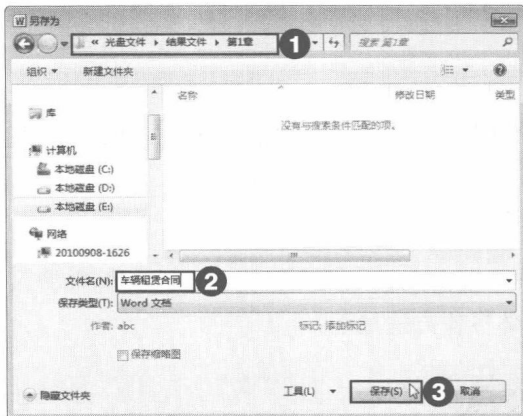 另存为
« 光盘文件 ▸ 结果文件 ▸ 第1章 1 搜索 第1章
组织 新建文件夹
名称 修改日期 类型
库
没有与搜索条件匹配的项。
计算机
本地磁盘 (C:)
本地磁盘 (D:)
本地磁盘 (E:)
网络
20100908-1626
文件名(N): 车辆租赁合同 2
保存类型(T): Word 文档
作者: abc 标记: 添加标记
保存缩略图
隐藏文件夹 工具(L) 保存(S) 3 取消